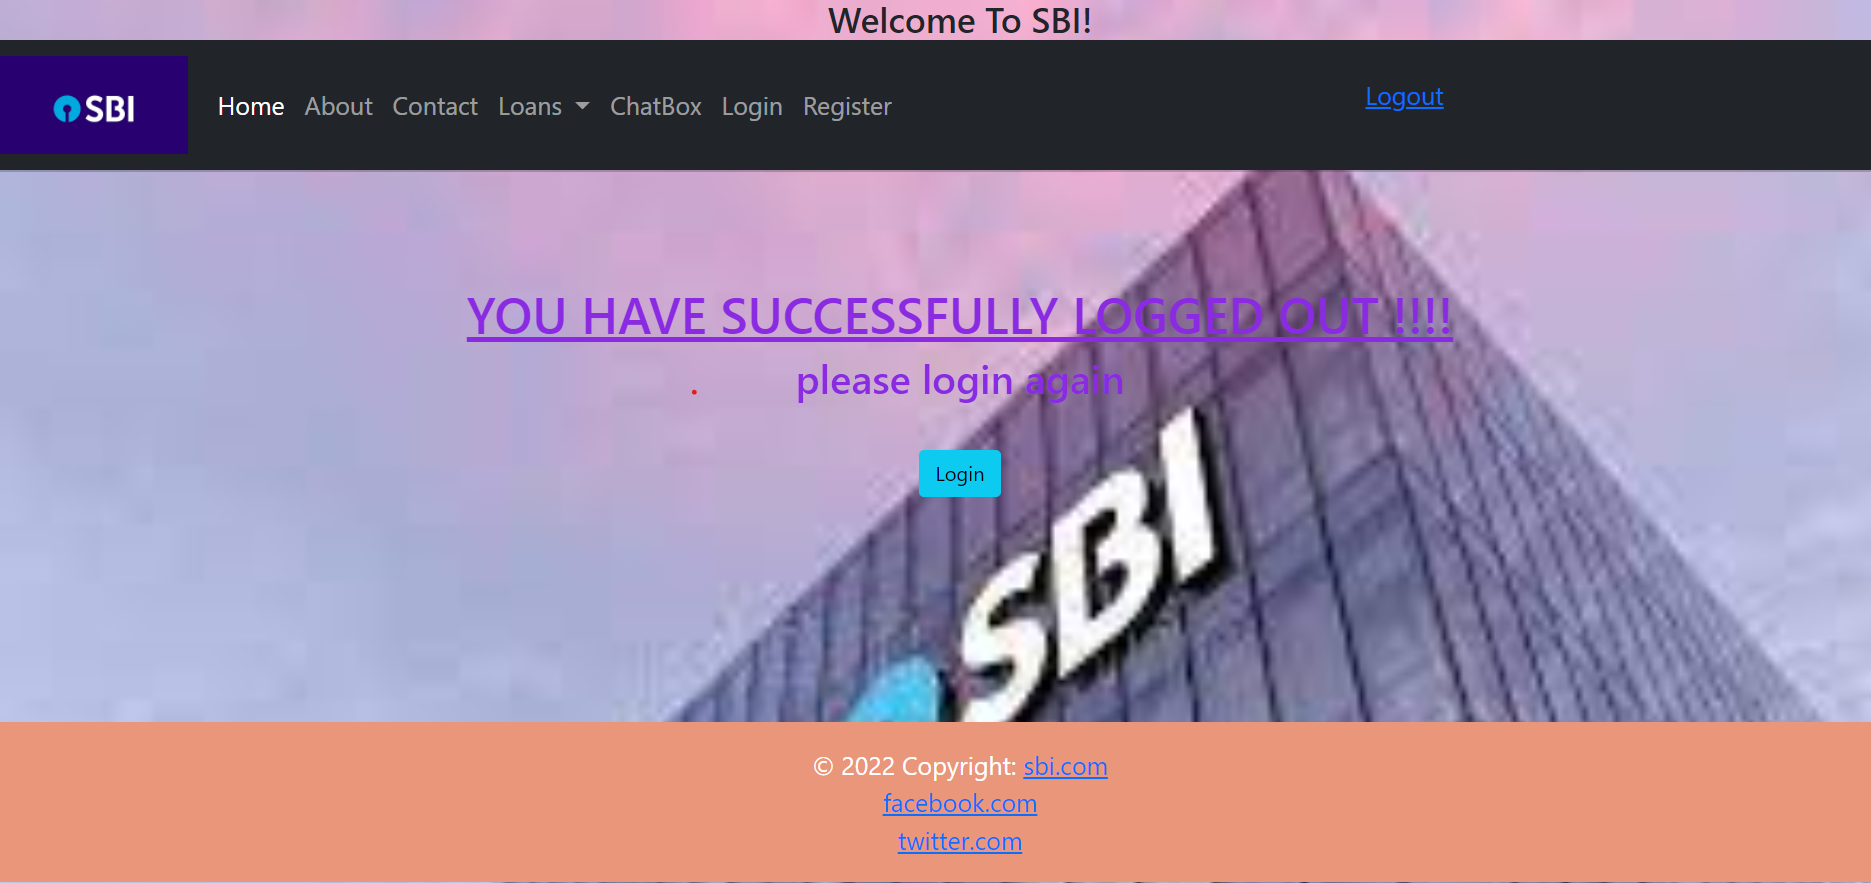 Welcome To SBI!
SBI
Home About Contact Loans ChatBox Login Register
Logout
YOU HAVE SUCCESSFULLY LOGGED OUT !!!!
. please login again
Login
SBI
© 2022 Copyright: sbi.com
facebook.com
twitter.com